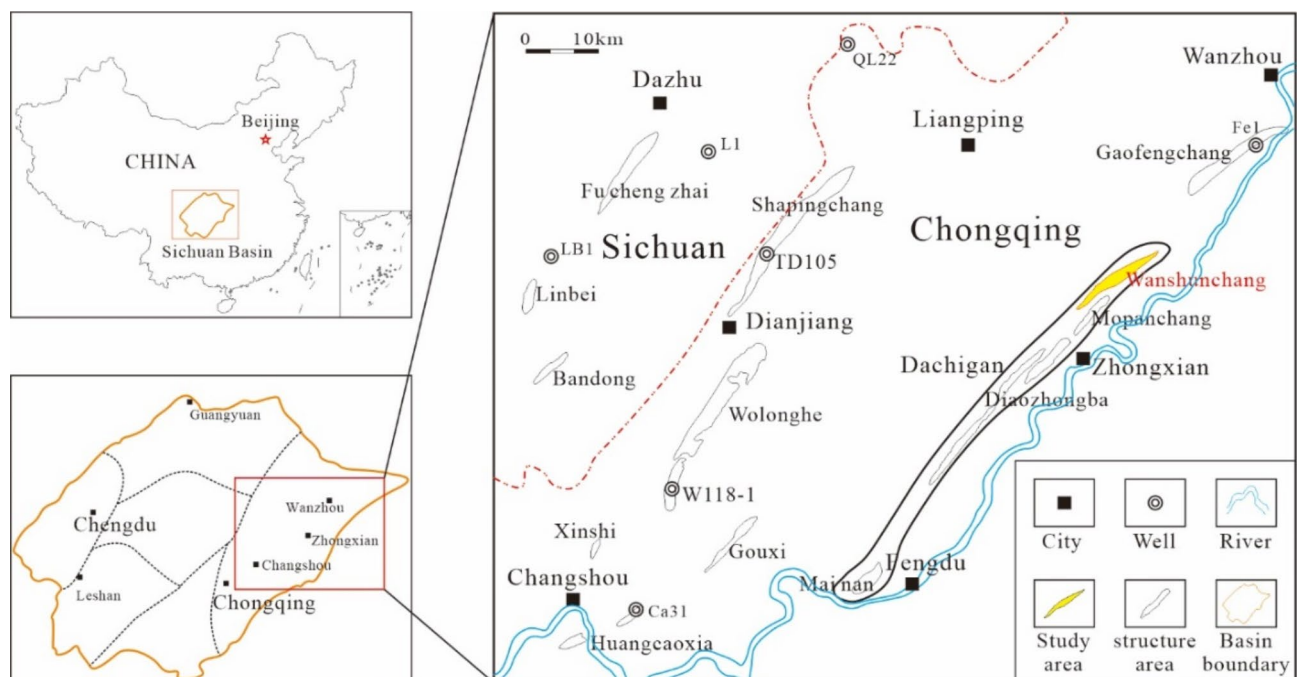 Beijing
CHINA
Sichuan Basin
Guangyuan
Chengdu
Leshan
Wanzhou
Zhongxian
Changshou
Chongqing
0 10km
QL22
Wanzhou
Dazhu
L1
Liangping
Fe1
Gaofengchang
Fu cheng zhai
Shapingchang
Sichuan
Chongqing
LB1
TD105
Linbei
Wanshunchang
Mopanchang
Dianjiang
Bandong
Dachigan
Zhongxian
Diaozhongba
Wolonghe
W118-1
Xinshi
Gouxi
Changshou
Mainan
Fengdu
Ca31
Huangcaoxia
City
Well
River
Study
area
structure
area
Basin
boundary